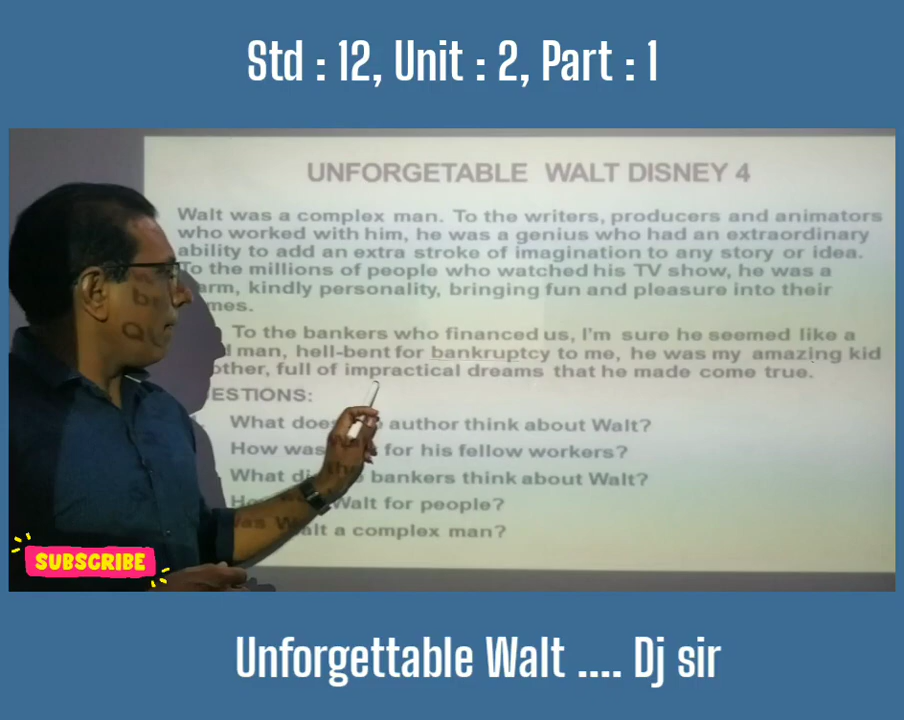 Std : 12, Unit : 2, Part : 1
UNFORGETABLE WALT DISNEY 4
Walt was a complex man. To the writers, producers and animators
who worked with him, he was a genius who had an extraordinary
ability to add an extra stroke of imagination to any story or idea.
To the millions of people who watched his TV show, he was a
arm, kindly personality, bringing fun and pleasure into their
mes.
To the bankers who financed us, I'm sure he seemed like a
man, hell-bent for bankruptcy to me, he was my amazing kid
other, full of impractical dreams that he made come true.
ESTIONS:
What does author think about Walt?
How was for his fellow workers?
What did the bankers think about Walt?
Walt for people?
Was Walt a complex man?
SUBSCRIBE
Unforgettable Walt .... Dj sir